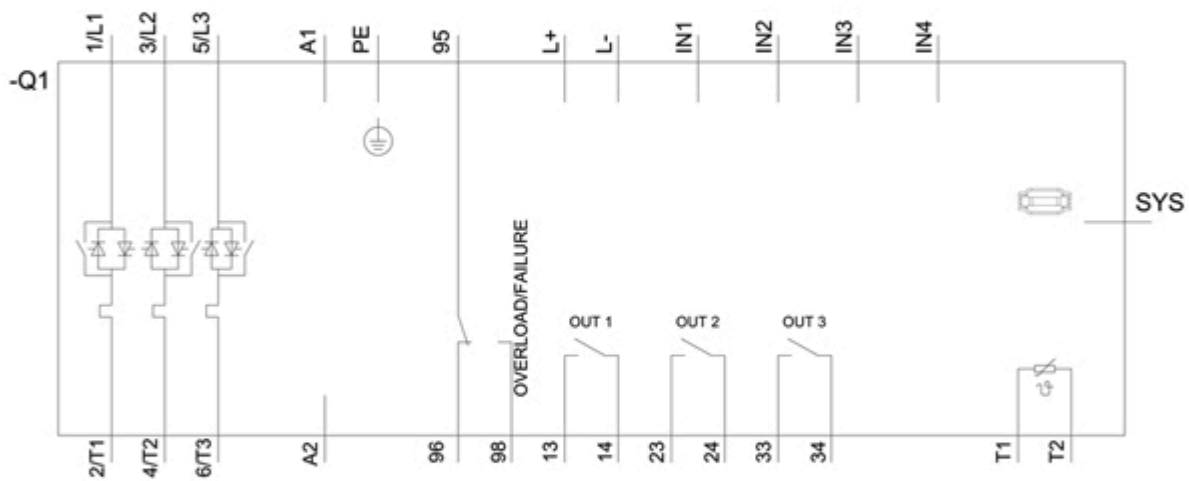 1/L1
3/L2
5/L3
A1
PE
95
L+
L-
IN1
IN2
IN3
IN4
-Q1
SYS
OVERLOAD/FAILURE
OUT 1
OUT 2
OUT 3
ϑ
2/T1
4/T2
6/T3
A2
96
98
13
14
23
24
33
34
T1
T2